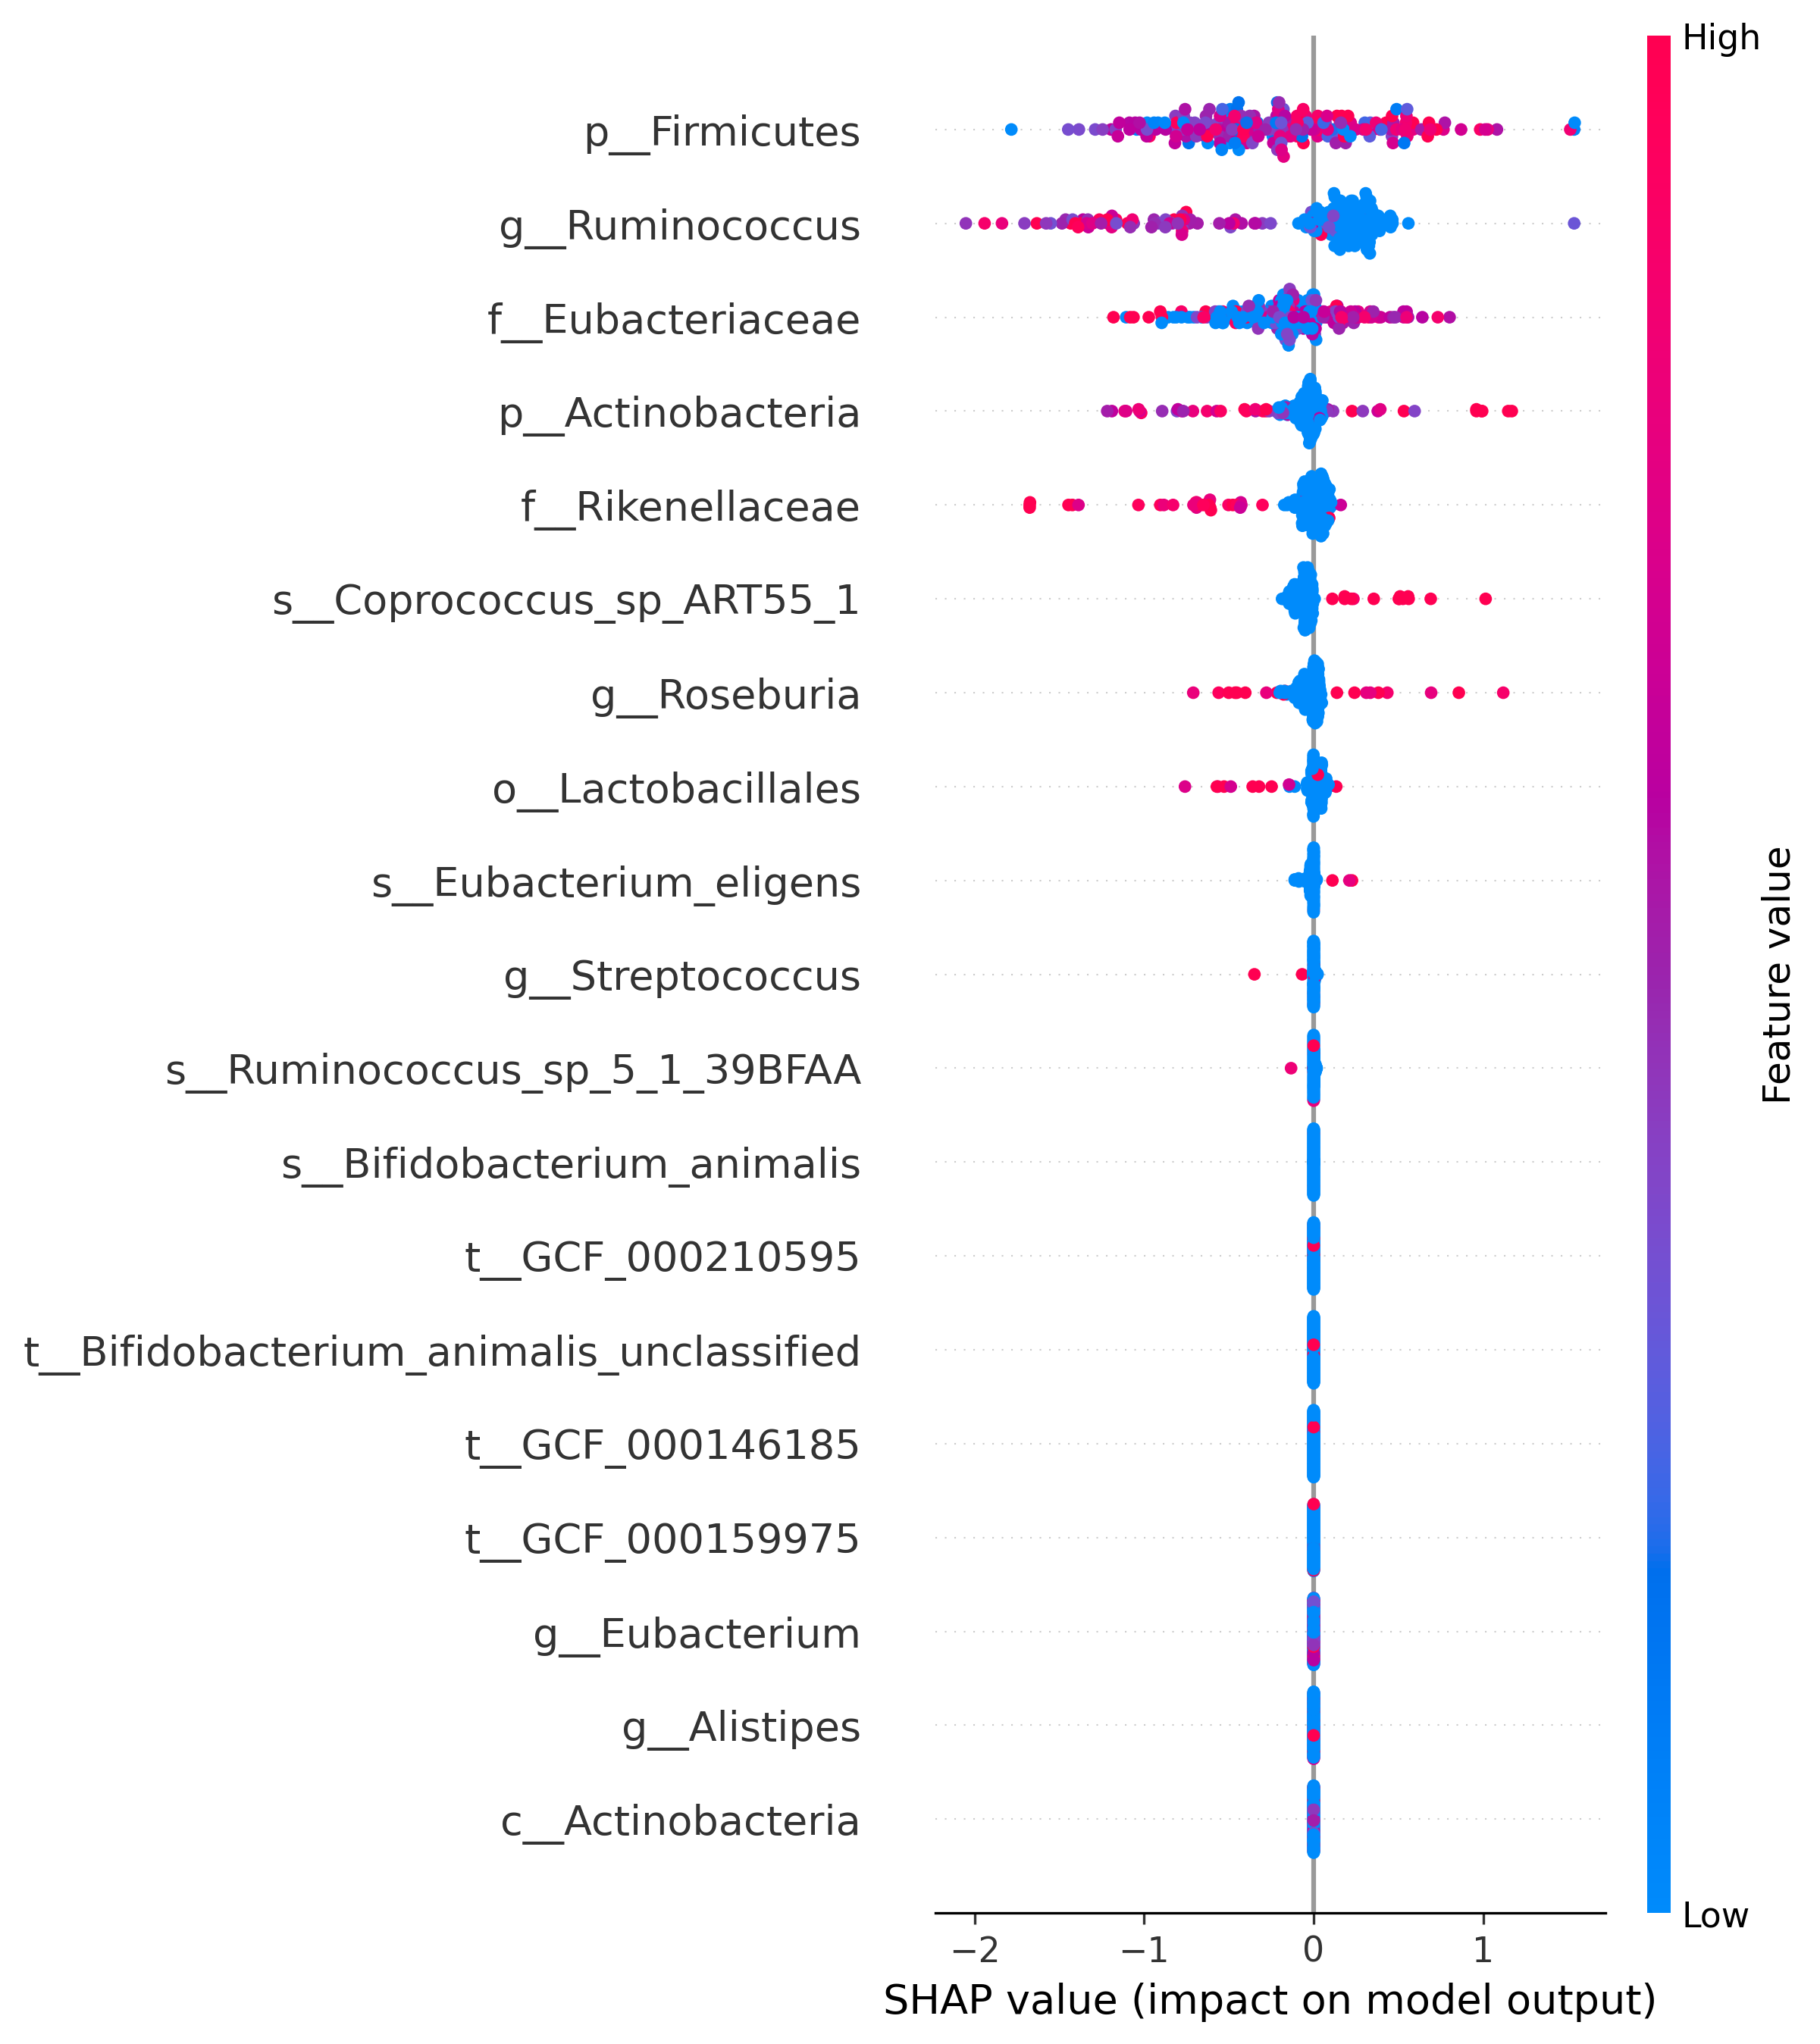 High
p__Firmicutes
g__Ruminococcus
f__Eubacteriaceae
p__Actinobacteria
f__Rikenellaceae
s__Coprococcus_sp_ART55_1
g__Roseburia
o__Lactobacillales
s__Eubacterium_eligens
g__Streptococcus
s__Ruminococcus_sp_5_1_39BFAA
s__Bifidobacterium_animalis
t__GCF_000210595
t__Bifidobacterium_animalis_unclassified
t__GCF_000146185
t__GCF_000159975
g__Eubacterium
g__Alistipes
c__Actinobacteria
Feature value
Low
−2 −1 0 1
SHAP value (impact on model output)